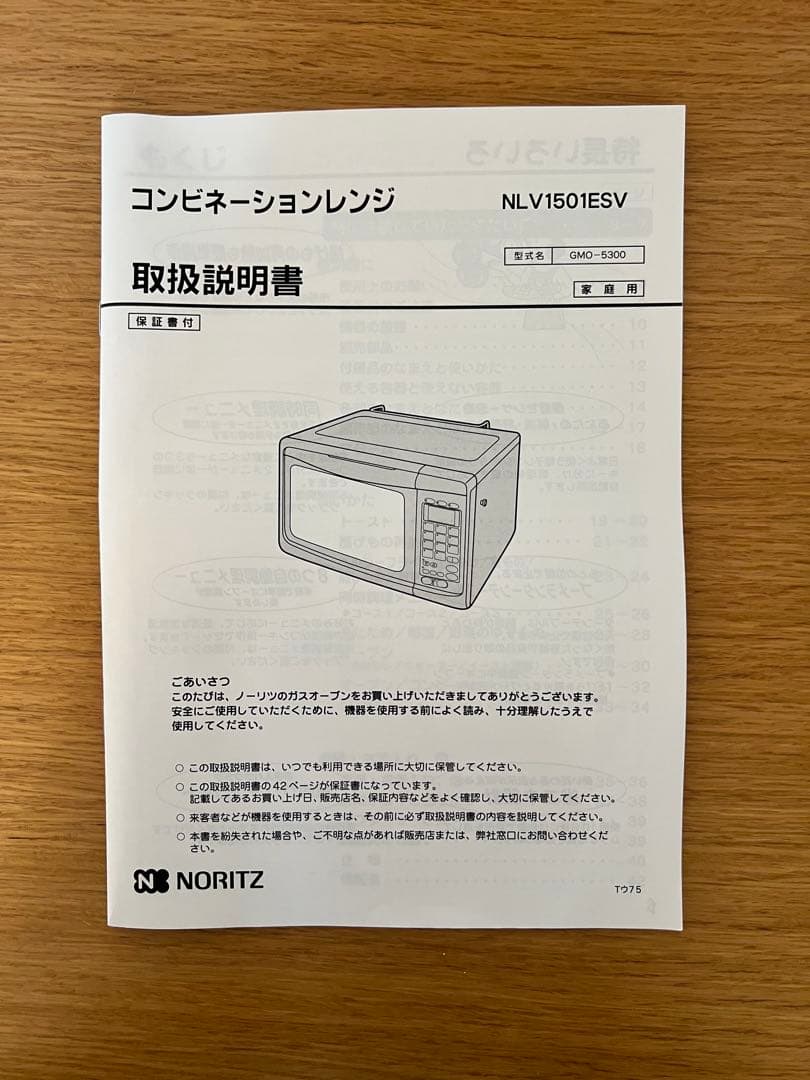 コンビネーションレンジ NLV1501ESV
型式名 GMO-5300
取扱説明書
家庭用
保証書付
ごあいさつ
このたびは、ノーリツのガスオーブンをお買い上げいただきましてありがとうございます。
安全にご使用していただくために、機器を使用する前によく読み、十分理解したうえで
使用してください。
○ この取扱説明書は、いつでも利用できる場所に大切に保管してください。
○ この取扱説明書の42ページが保証書になっています。
記載してあるお買い上げ日、販売店名、保証内容などをよく確認し、大切に保管してください。
○ 来客者などが機器を使用するときは、その前に必ず取扱説明書の内容を説明してください。
○ 本書を紛失された場合や、ご不明な点があれば販売店または、弊社窓口にお問い合わせくだ
さい。
NORITZ
Tウ75